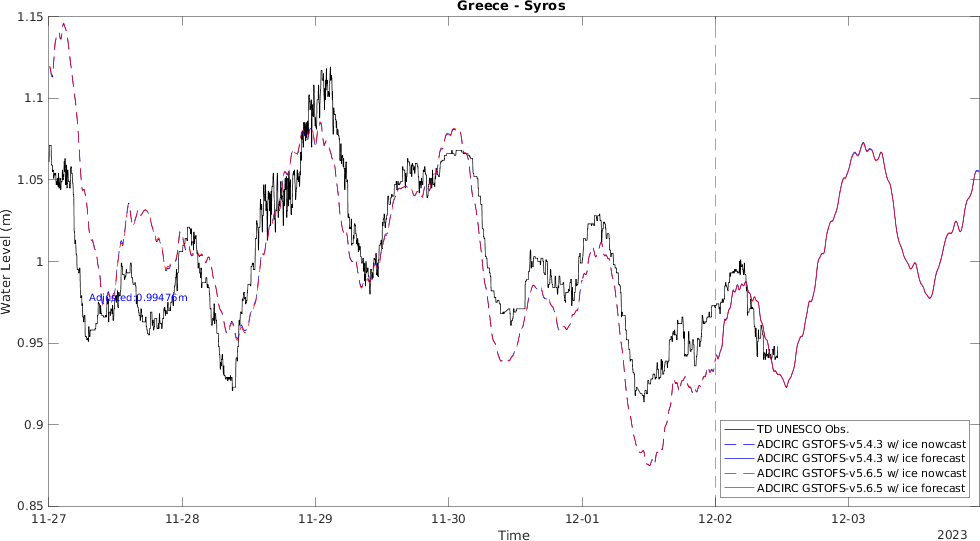 Greece - Syros
1.15
1.1
1.05
1
0.95
0.9
0.85
Water Level (m)
Adjusted:0.99476m
TD UNESCO Obs.
ADCIRC GSTOFS-v5.4.3 w/ ice nowcast
ADCIRC GSTOFS-v5.4.3 w/ ice forecast
ADCIRC GSTOFS-v5.6.5 w/ ice nowcast
ADCIRC GSTOFS-v5.6.5 w/ ice forecast
11-27 11-28 11-29 11-30 12-01 12-02 12-03
Time
2023